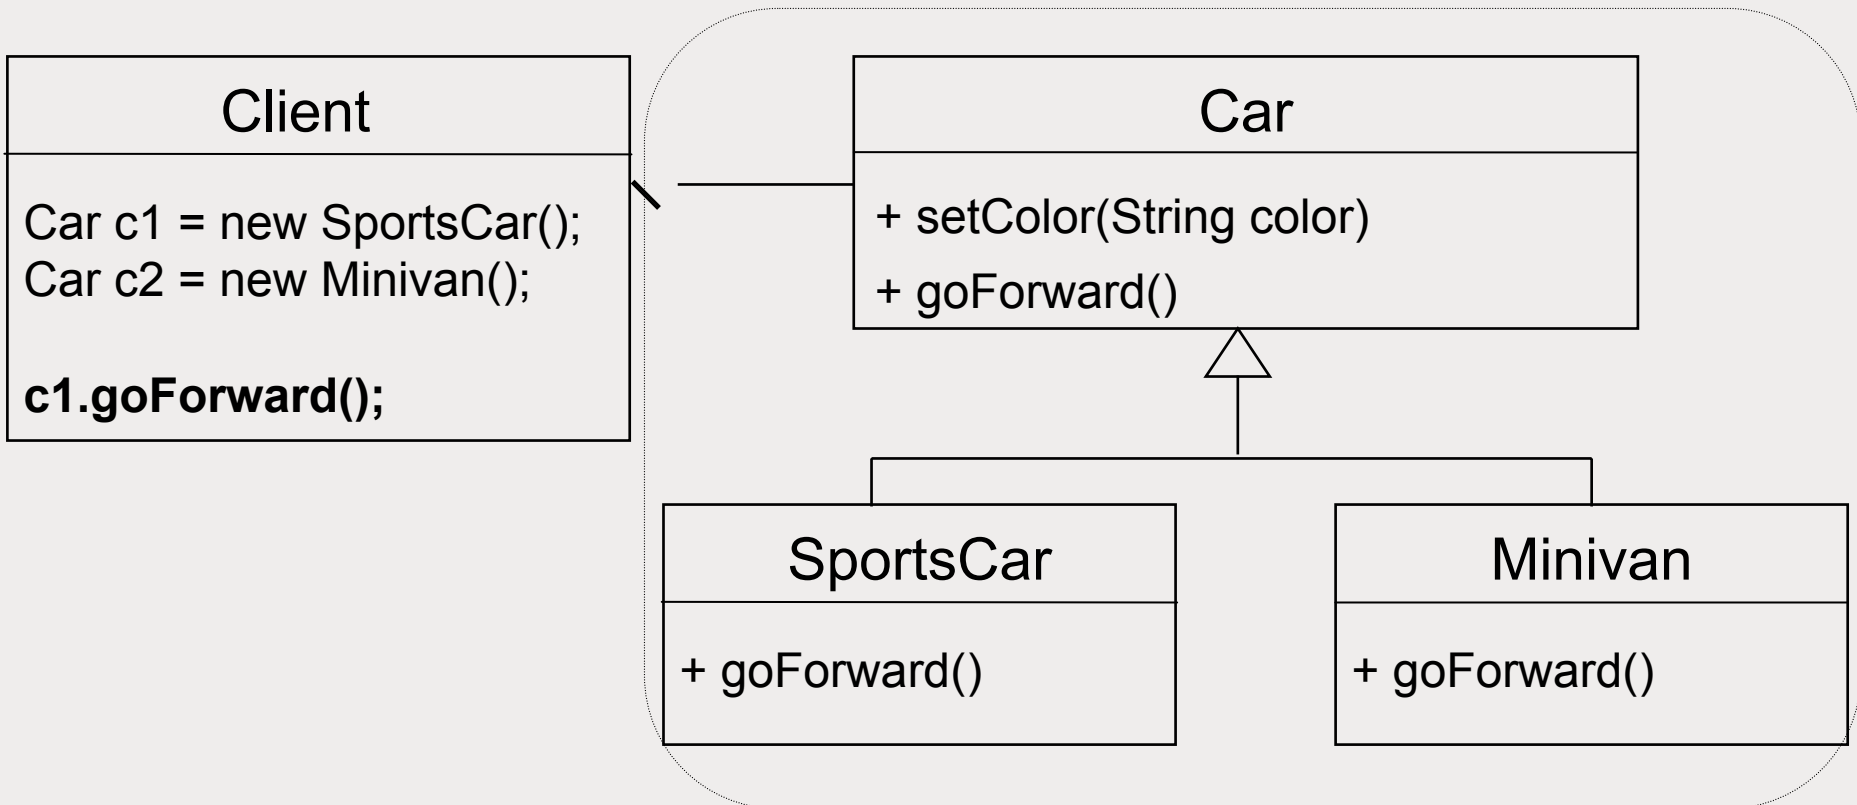 Client
Car c1 = new SportsCar();
Car c2 = new Minivan();
c1.goForward();
Car
+ setColor(String color)
+ goForward()
SportsCar
+ goForward()
Minivan
+ goForward()